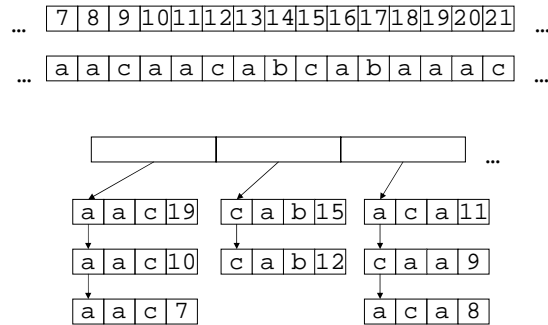 ... 7 8 9 10 11 12 13 14 15 16 17 18 19 20 21 ...
... a a c a a c a b c a b a a a c ...
...
a a c 19 c a b 15 a c a 11
a a c 10 c a b 12 c a a 9
a a c 7 a c a 8